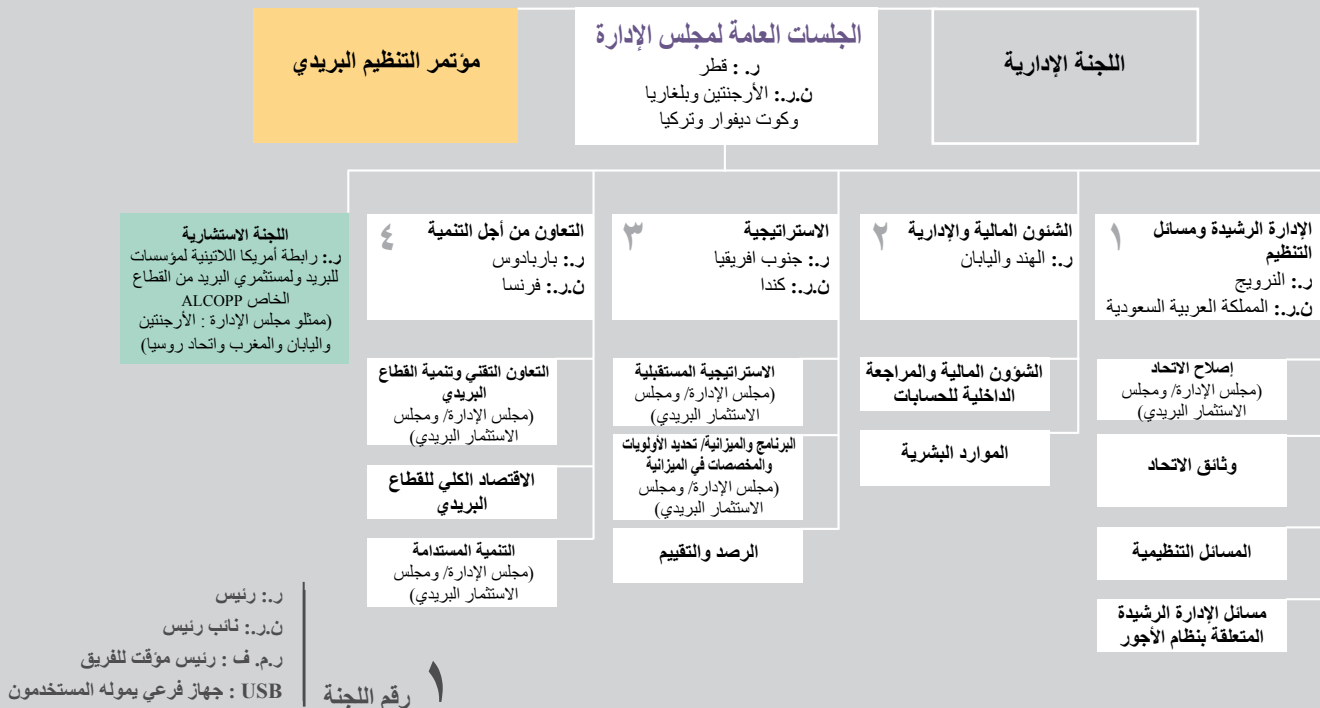 اللجنة الإدارية
الجلسات العامة لمجلس الإدارة
ر. : قطر
ن.ر.: الأرجنتين وبلغاريا
وكوت ديفوار وتركيا
مؤتمر التنظيم البريدي
الإدارة الرشيدة ومسائل
التنظيم
ر.: النرويج
ن.ر.: المملكة العربية السعودية
١
إصلاح الاتحاد
(مجلس الإدارة/ ومجلس
الاستثمار البريدي)
وثائق الاتحاد
المسائل التنظيمية
مسائل الإدارة الرشيدة
المتعلقة بنظام الأجور
الشئون المالية والإدارية
ر.: الهند واليابان
٢
الشؤون المالية والمراجعة
الداخلية للحسابات
الموارد البشرية
الاستراتيجية
ر.: جنوب افريقيا
ن.ر.: كندا
٣
الاستراتيجية المستقبلية
(مجلس الإدارة/ ومجلس
الاستثمار البريدي)
البرنامج والميزانية/ تحديد الأولويات
والمخصصات في الميزانية
(مجلس الإدارة/ ومجلس
الاستثمار البريدي)
الرصد والتقييم
التعاون من أجل التنمية
ر.: باربادوس
ن.ر.: فرنسا
٤
التعاون التقني وتنمية القطاع
البريدي
(مجلس الإدارة/ ومجلس
الاستثمار البريدي)
الاقتصاد الكلي للقطاع
البريدي
التنمية المستدامة
(مجلس الإدارة/ ومجلس
الاستثمار البريدي)
اللجنة الاستشارية
ر.: رابطة أمريكا اللاتينية لمؤسسات
للبريد ولمستثمري البريد من القطاع
الخاص ALCOPP
(ممثلو مجلس الإدارة : الأرجنتين
واليابان والمغرب واتحاد روسيا)
١ رقم اللجنة
ر.: رئيس
ن.ر.: نائب رئيس
ر.م. ف : رئيس مؤقت للفريق
USB : جهاز فرعي يموله المستخدمون